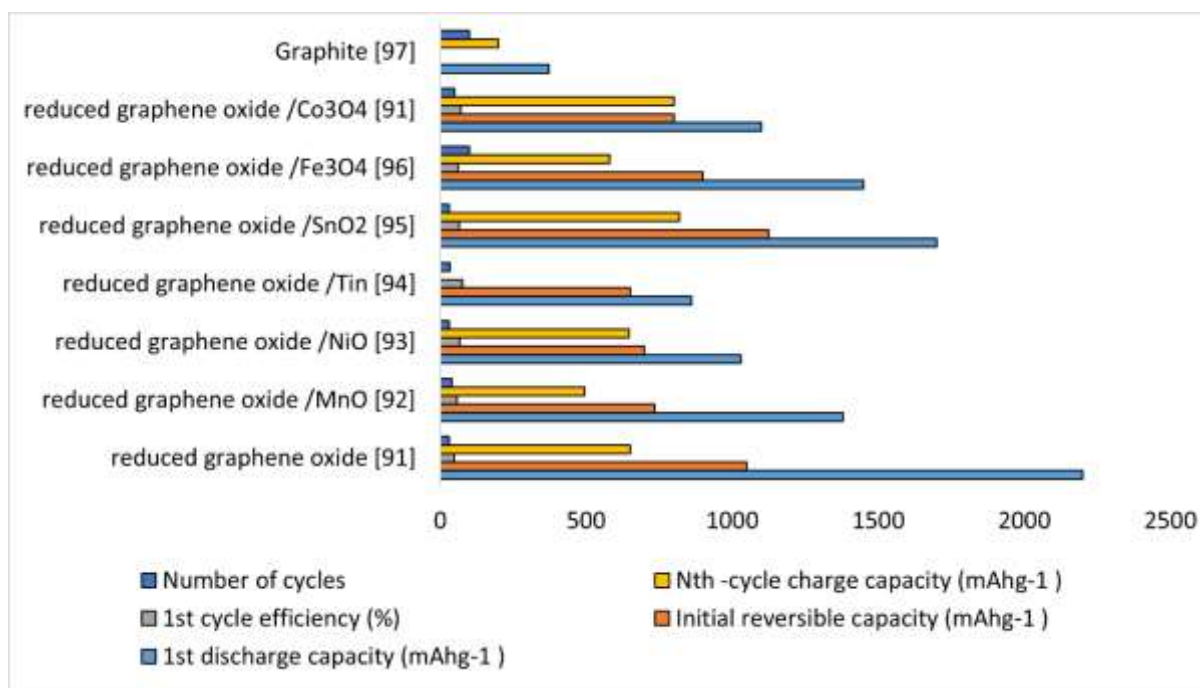 Graphite [97]
reduced graphene oxide /Co3O4 [91]
reduced graphene oxide /Fe3O4 [96]
reduced graphene oxide /SnO2 [95]
reduced graphene oxide /Tin [94]
reduced graphene oxide /NiO [93]
reduced graphene oxide /MnO [92]
reduced graphene oxide [91]
0 500 1000 1500 2000 2500
Number of cycles
Nth -cycle charge capacity (mAhg-1 )
1st cycle efficiency (%)
Initial reversible capacity (mAhg-1 )
1st discharge capacity (mAhg-1 )